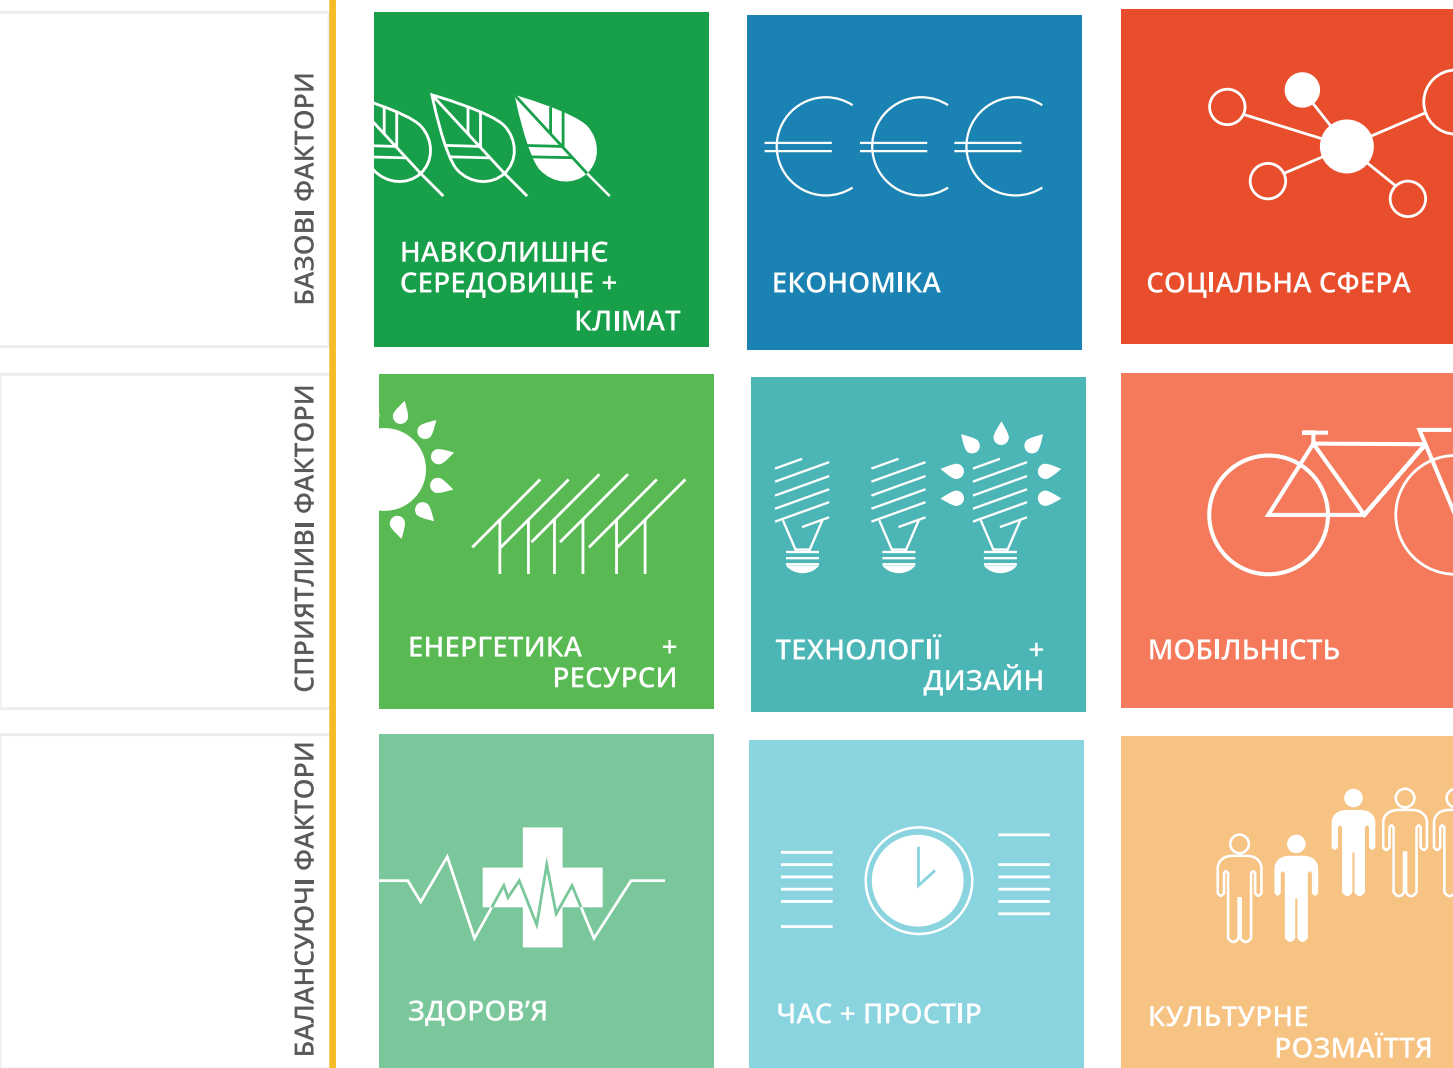 БАЗОВІ ФАКТОРИ
НАВКОЛИШНЄ
СЕРЕДОВИЩЕ +
КЛІМАТ
ЕКОНОМІКА
СОЦІАЛЬНА СФЕРА
СПРИЯТЛИВІ ФАКТОРИ
ЕНЕРГЕТИКА +
РЕСУРСИ
ТЕХНОЛОГІЇ +
ДИЗАЙН
МОБІЛЬНІСТЬ
БАЛАНСУЮЧІ ФАКТОРИ
ЗДОРОВ’Я
ЧАС + ПРОСТІР
КУЛЬТУРНЕ
РОЗМАЇТТЯ